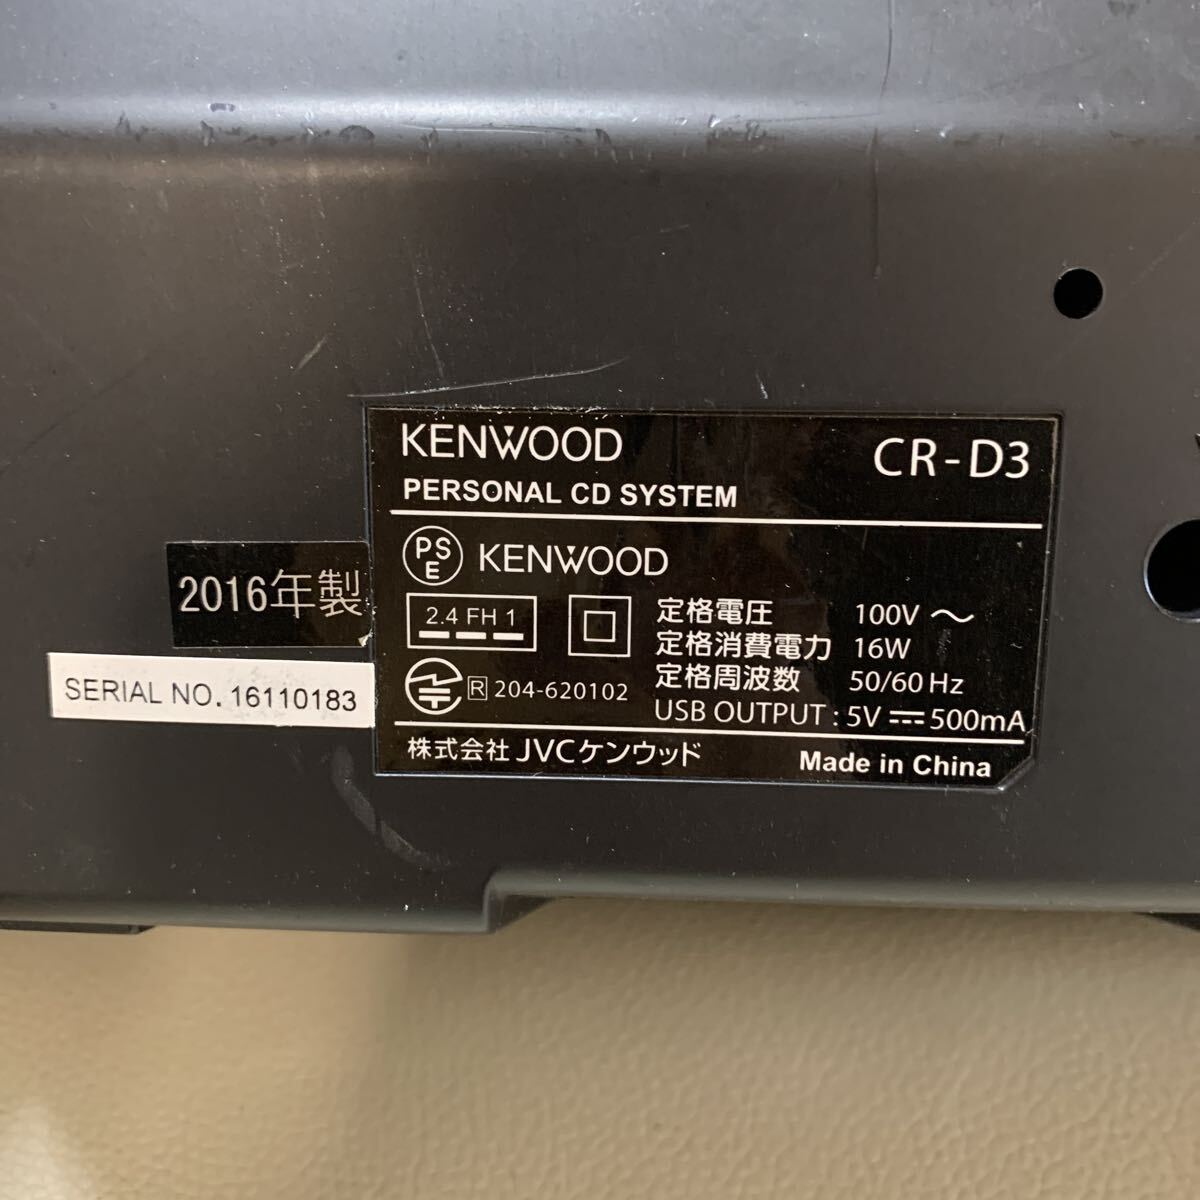 KENWOOD
CR-D3
PERSONAL CD SYSTEM
PSE KENWOOD
2016年製
2.4 FH 1
定格電圧 100V 〜
定格消費電力 16W
定格周波数 50/60 Hz
SERIAL NO. 16110183
R 204-620102
USB OUTPUT : 5V ⎓ 500mA
株式会社 JVCケンウッド
Made in China